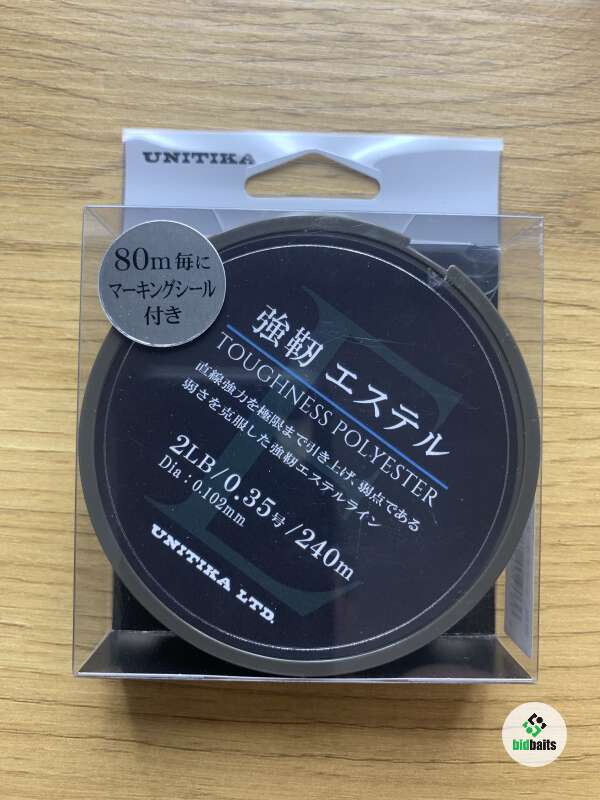 UNITIKA
80m毎に
マーキングシール
付き
強靭 エステル
TOUGHNESS POLYESTER
直線強力を極限まで引き上げ、弱点である
弱さを克服した強靭エステルライン
2LB/0.35号/240m
Dia:0.102mm
UNITIKA LTD.
bidbaits